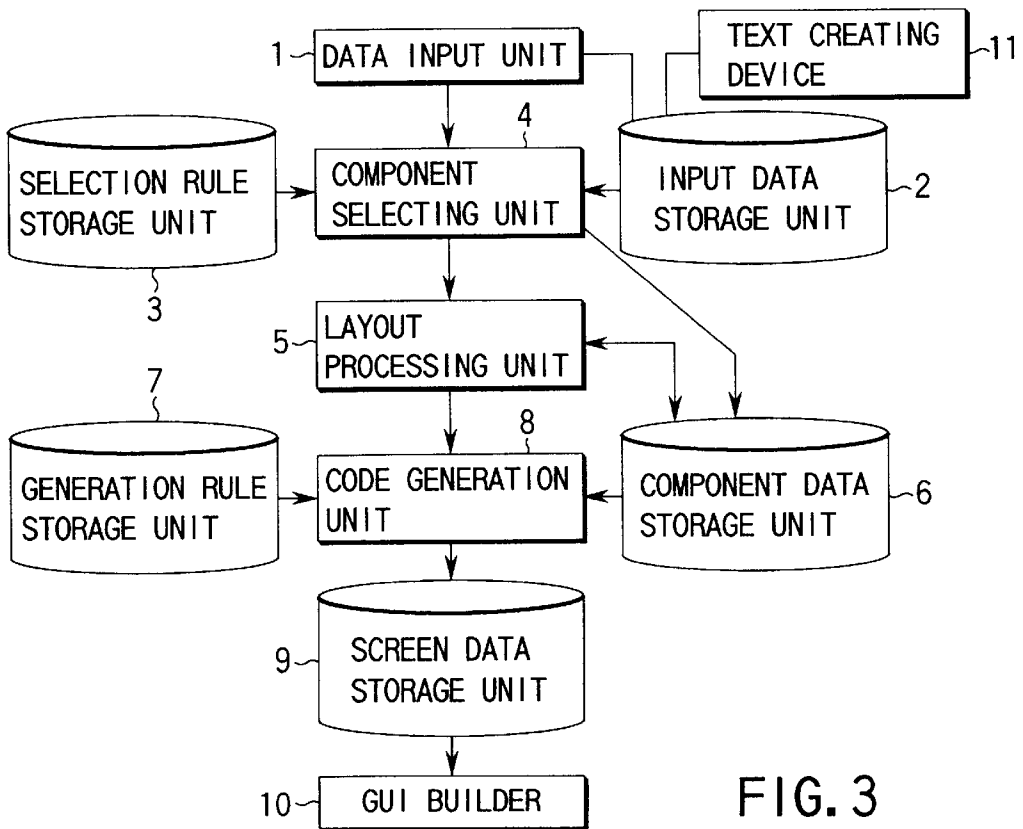 1
DATA INPUT UNIT
TEXT CREATING
DEVICE
11
SELECTION RULE
STORAGE UNIT
3
4
COMPONENT
SELECTING UNIT
INPUT DATA
STORAGE UNIT
2
5
LAYOUT
PROCESSING UNIT
7
GENERATION RULE
STORAGE UNIT
8
CODE GENERATION
UNIT
COMPONENT DATA
STORAGE UNIT
6
9
SCREEN DATA
STORAGE UNIT
10
GUI BUILDER
FIG. 3